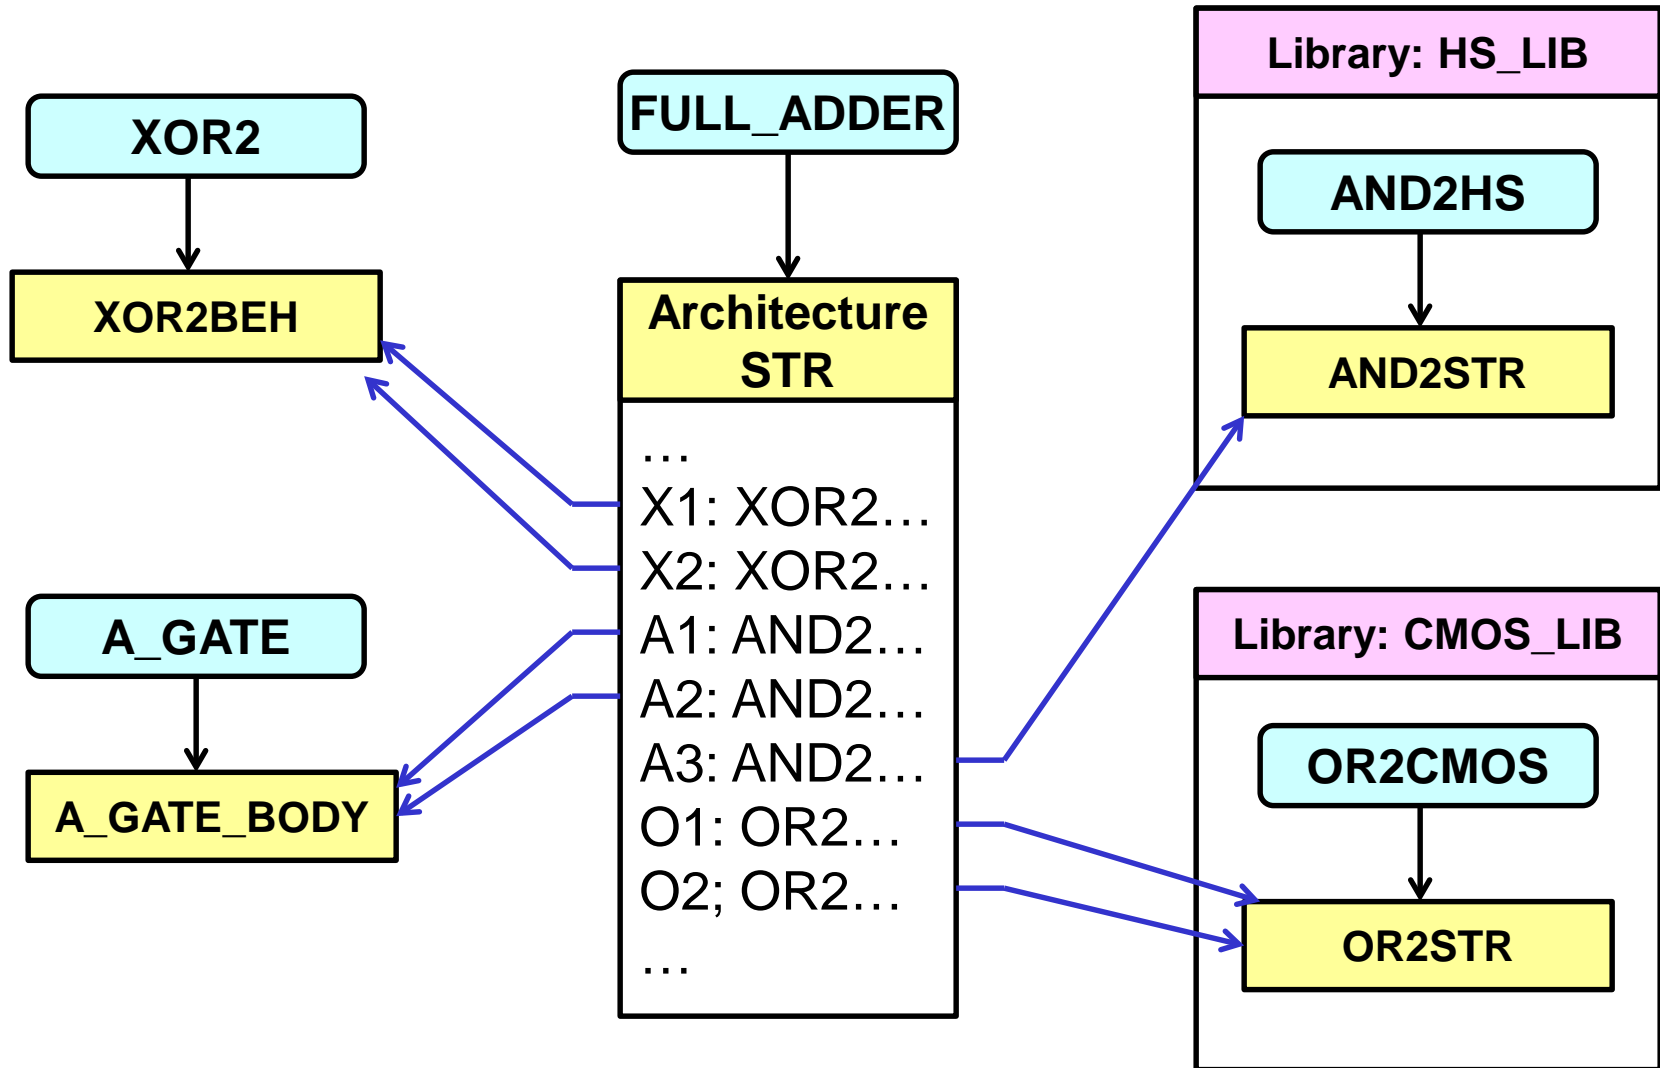 XOR2
XOR2BEH
A_GATE
A_GATE_BODY
FULL_ADDER
Architecture
STR
…
X1: XOR2…
X2: XOR2…
A1: AND2…
A2: AND2…
A3: AND2…
O1: OR2…
O2; OR2…
…
Library: HS_LIB
AND2HS
AND2STR
Library: CMOS_LIB
OR2CMOS
OR2STR